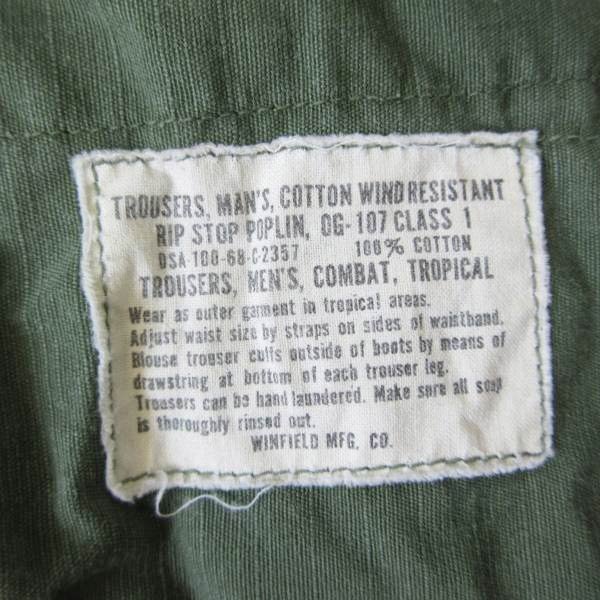 TROUSERS, MAN'S, COTTON WIND RESISTANT
RIP STOP POPLIN, OG-107 CLASS 1
DSA-100-68-C-2357 100% COTTON
TROUSERS, MEN'S, COMBAT, TROPICAL
Wear as outer garment in tropical areas.
Adjust waist size by straps on sides of waistband.
Blouse trouser cuffs outside of boots by means of
drawstring at bottom of each trouser leg.
Trousers can be hand laundered. Make sure all soap
is thoroughly rinsed out.
WINFIELD MFG. CO.